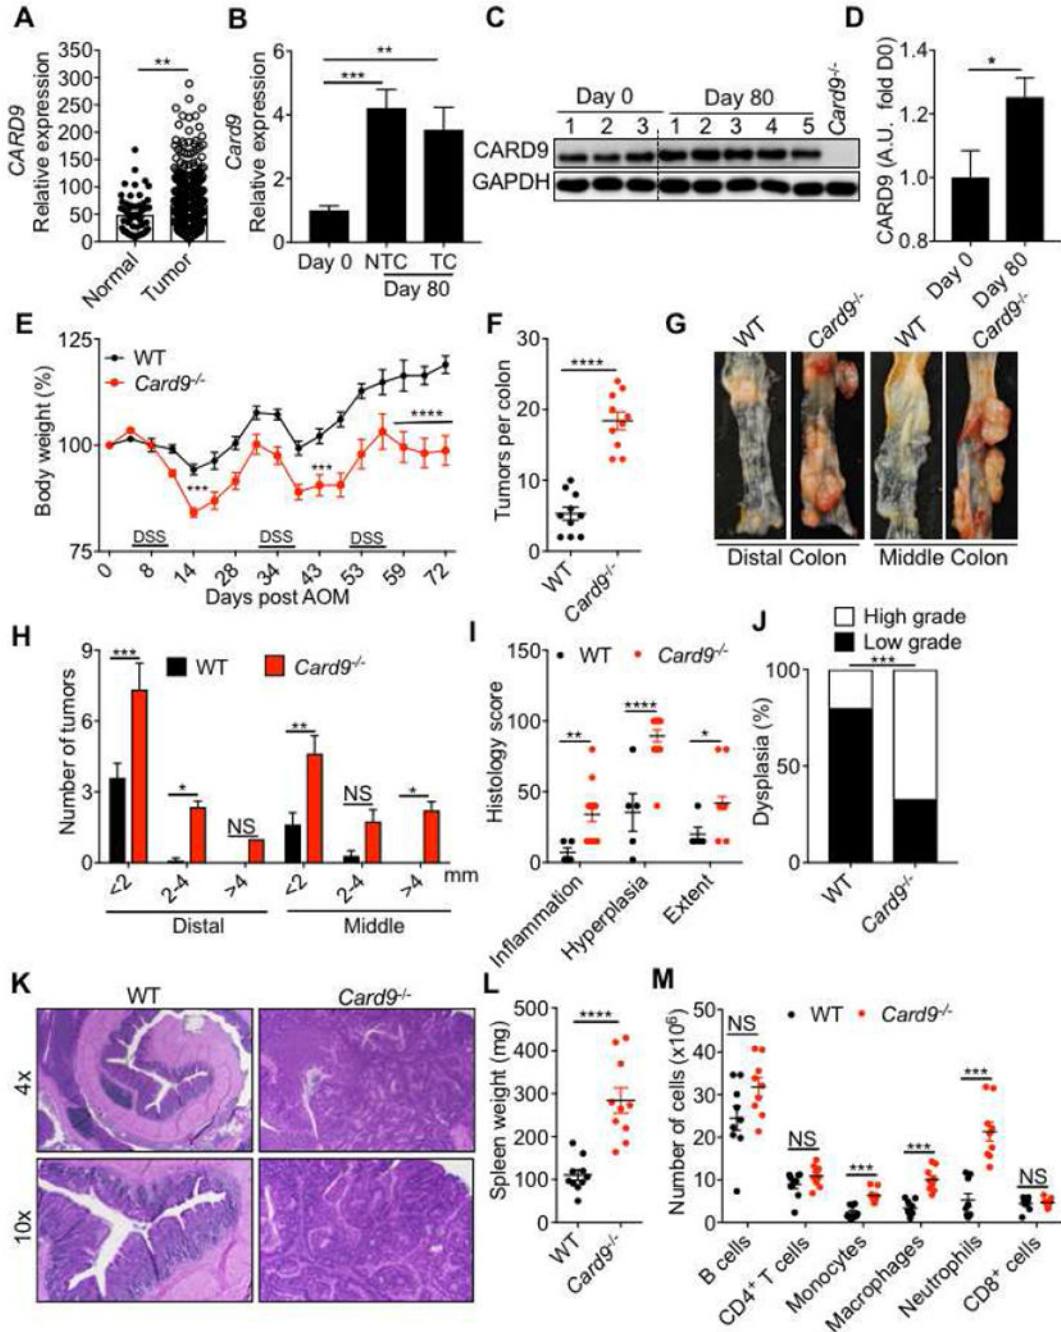 A
CARD9
Relative expression
350
300
250
200
150
100
50
0
**
Normal
Tumor
B
Card9
Relative expression
6
4
2
0
**
***
Day 0
NTC
TC
Day 80
C
Day 0
Day 80
Card9-/-
1 2 3 1 2 3 4 5
CARD9
GAPDH
D
CARD9 (A.U. fold D0)
1.4
1.2
1.0
0.8
*
Day 0
Day 80
E
Body weight (%)
125
100
75
WT
Card9-/-
***
***
****
DSS
DSS
DSS
0 8 14 28 34 43 53 59 72
Days post AOM
F
Tumors per colon
30
20
10
0
****
WT
Card9-/-
G
WT
Card9-/-
WT
Card9-/-
Distal Colon
Middle Colon
H
Number of tumors
9
6
3
0
WT
Card9-/-
***
*
NS
**
NS
*
<2 2-4 >4 <2 2-4 >4 mm
Distal
Middle
I
Histology score
150
100
50
0
WT
Card9-/-
**
****
*
Inflammation
Hyperplasia
Extent
J
High grade
Low grade
Dysplasia (%)
100
50
0
***
WT
Card9-/-
K
WT
Card9-/-
4x
10x
L
Spleen weight (mg)
500
400
300
200
100
0
****
WT
Card9-/-
M
Number of cells (x10⁶)
50
40
30
20
10
0
WT
Card9-/-
NS
NS
***
***
***
NS
B cells
CD4⁺ T cells
Monocytes
Macrophages
Neutrophils
CD8⁺ cells